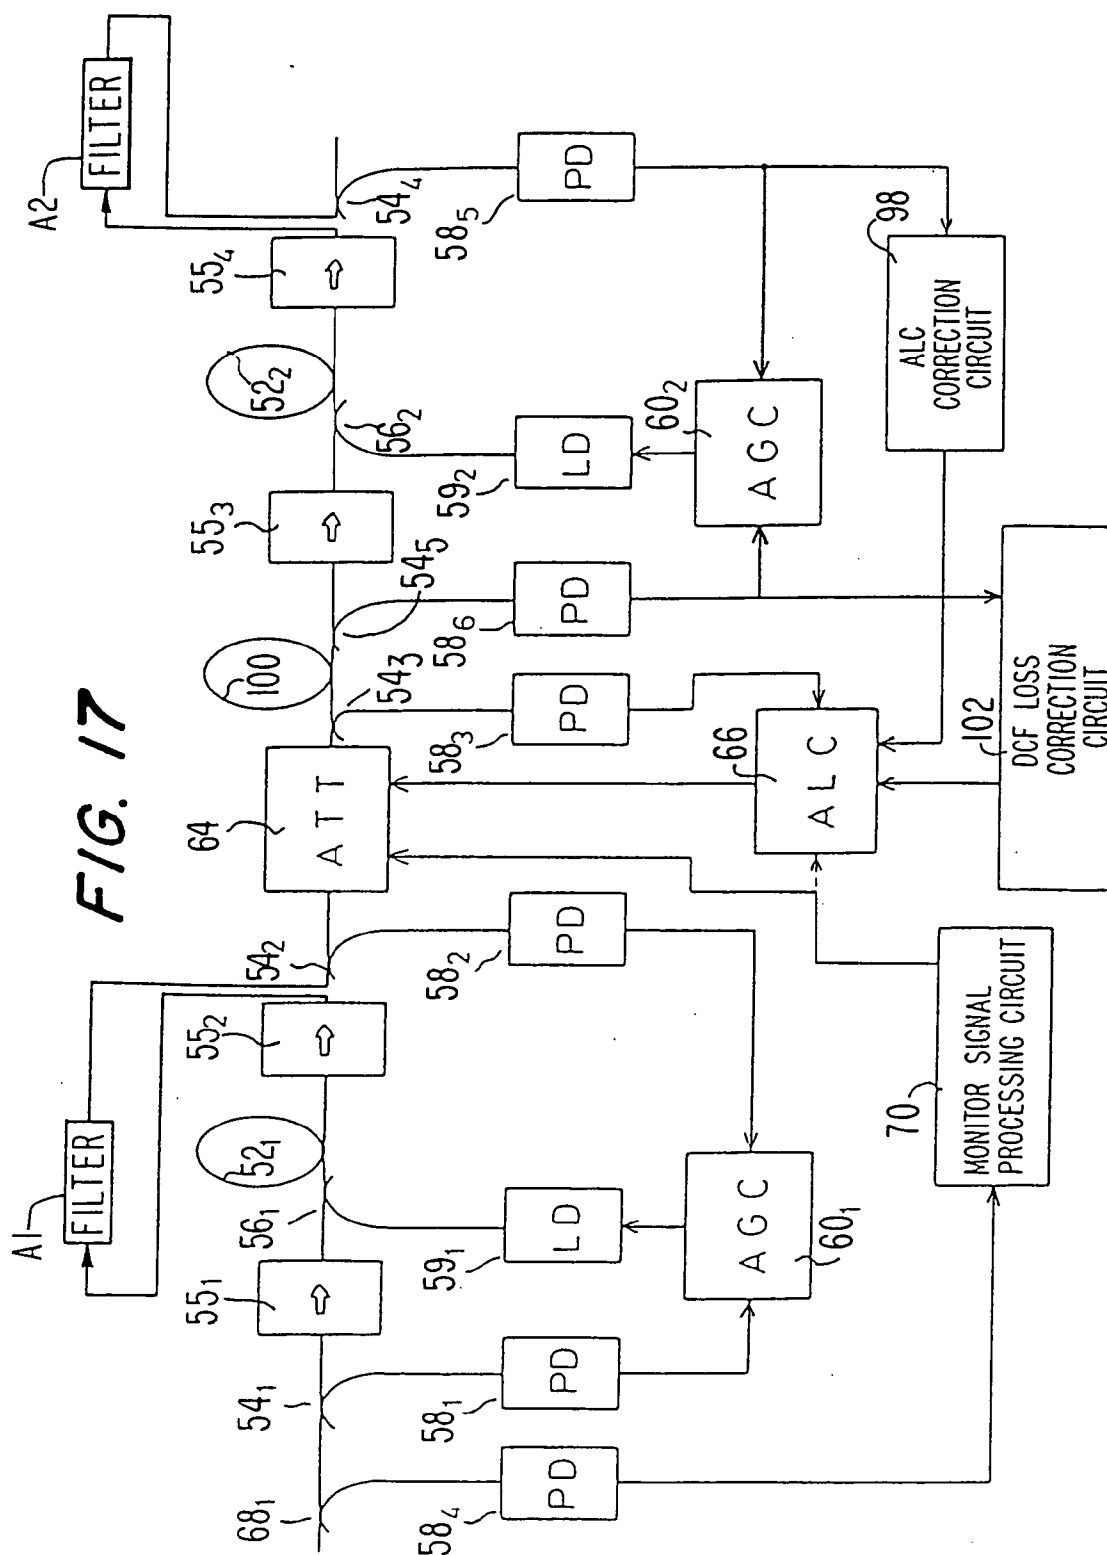 FIG. 17
A1
FILTER
A2
FILTER
68₁
54₁
55₁
56₁
52₁
55₂
54₂
64
ATT
54₃
100
54₅
55₃
56₂
52₂
55₄
54₄
58₄
PD
58₁
PD
59₁
LD
58₂
PD
58₃
PD
58₆
PD
59₂
LD
58₅
PD
AGC
60₁
66
ALC
60₂
AGC
98
ALC
CORRECTION
CIRCUIT
70
MONITOR SIGNAL
PROCESSING CIRCUIT
102
DCF LOSS
CORRECTION
CIRCUIT